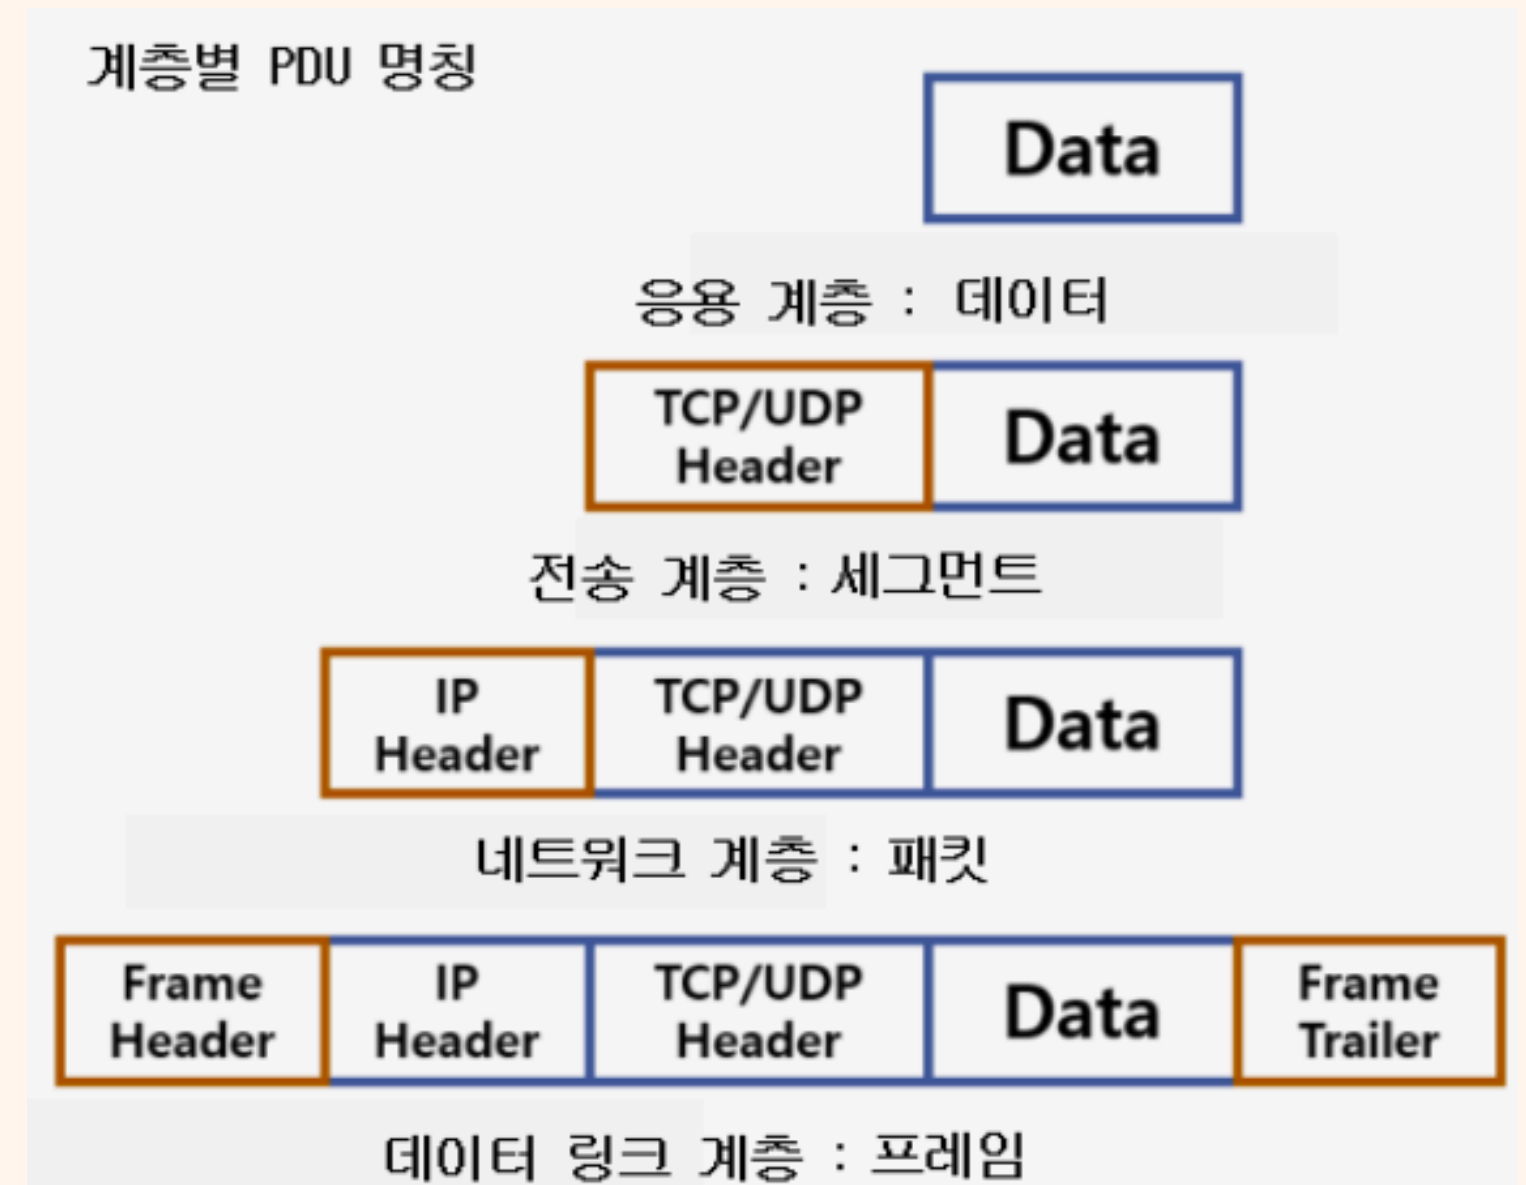 계층별 PDU 명칭
Data
응용 계층 : 데이터
TCP/UDP
Header
Data
전송 계층 : 세그먼트
IP
Header
TCP/UDP
Header
Data
네트워크 계층 : 패킷
Frame
Header
IP
Header
TCP/UDP
Header
Data
Frame
Trailer
데이터 링크 계층 : 프레임